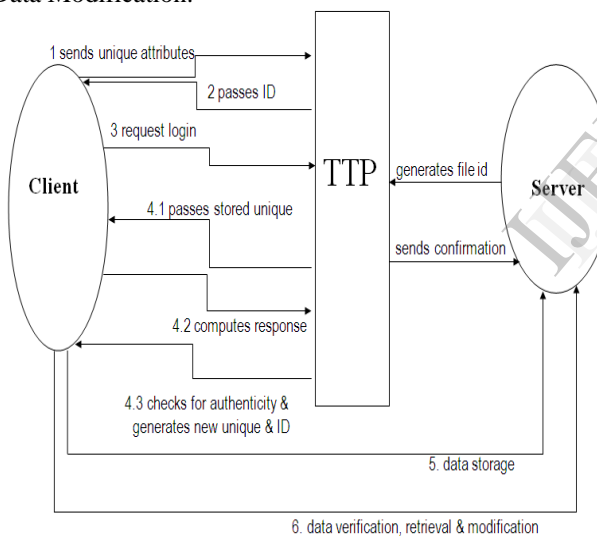 Data Modification.
1 sends unique attributes
2 passes ID
3 request login
TTP
generates file id
Client
Server
4.1 passes stored unique
sends confirmation
4.2 computes response
4.3 checks for authenticity &
generates new unique & ID
5. data storage
6. data verification, retrieval & modification